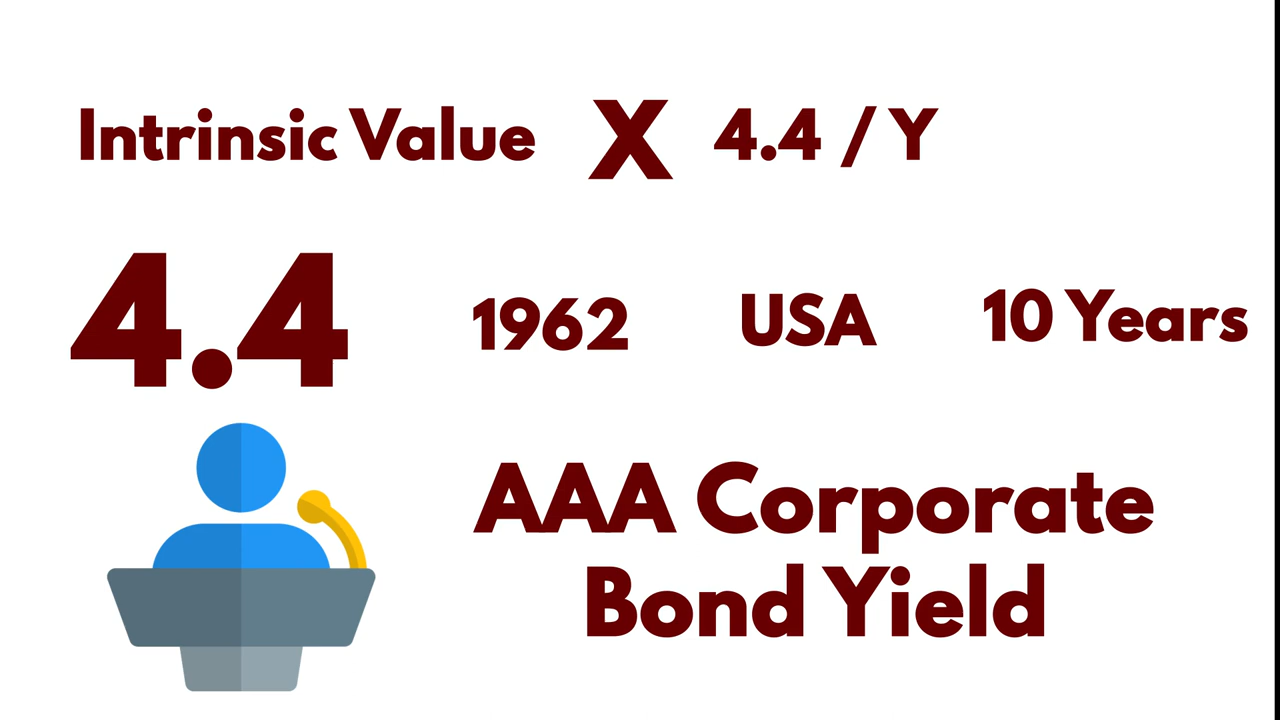 Intrinsic Value X 4.4 / Y
4.4 1962 USA 10 Years
AAA Corporate
Bond Yield